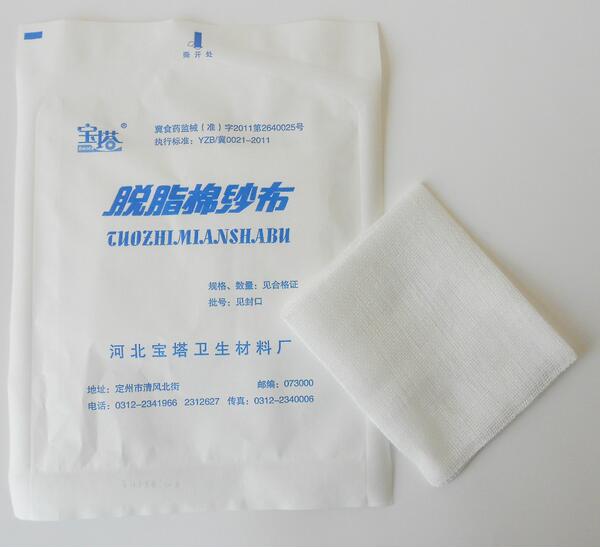 撕开处
宝塔®
冀食药监械(准)字2011第2640025号
执行标准：YZB/冀0021-2011
脱脂棉纱布
TUOZHIMIANSHABU
规格、数量：见合格证
批号：见封口
河北宝塔卫生材料厂
地址：定州市清风北街 邮编：073000
电话：0312-2341966 2312627 传真：0312-2340006